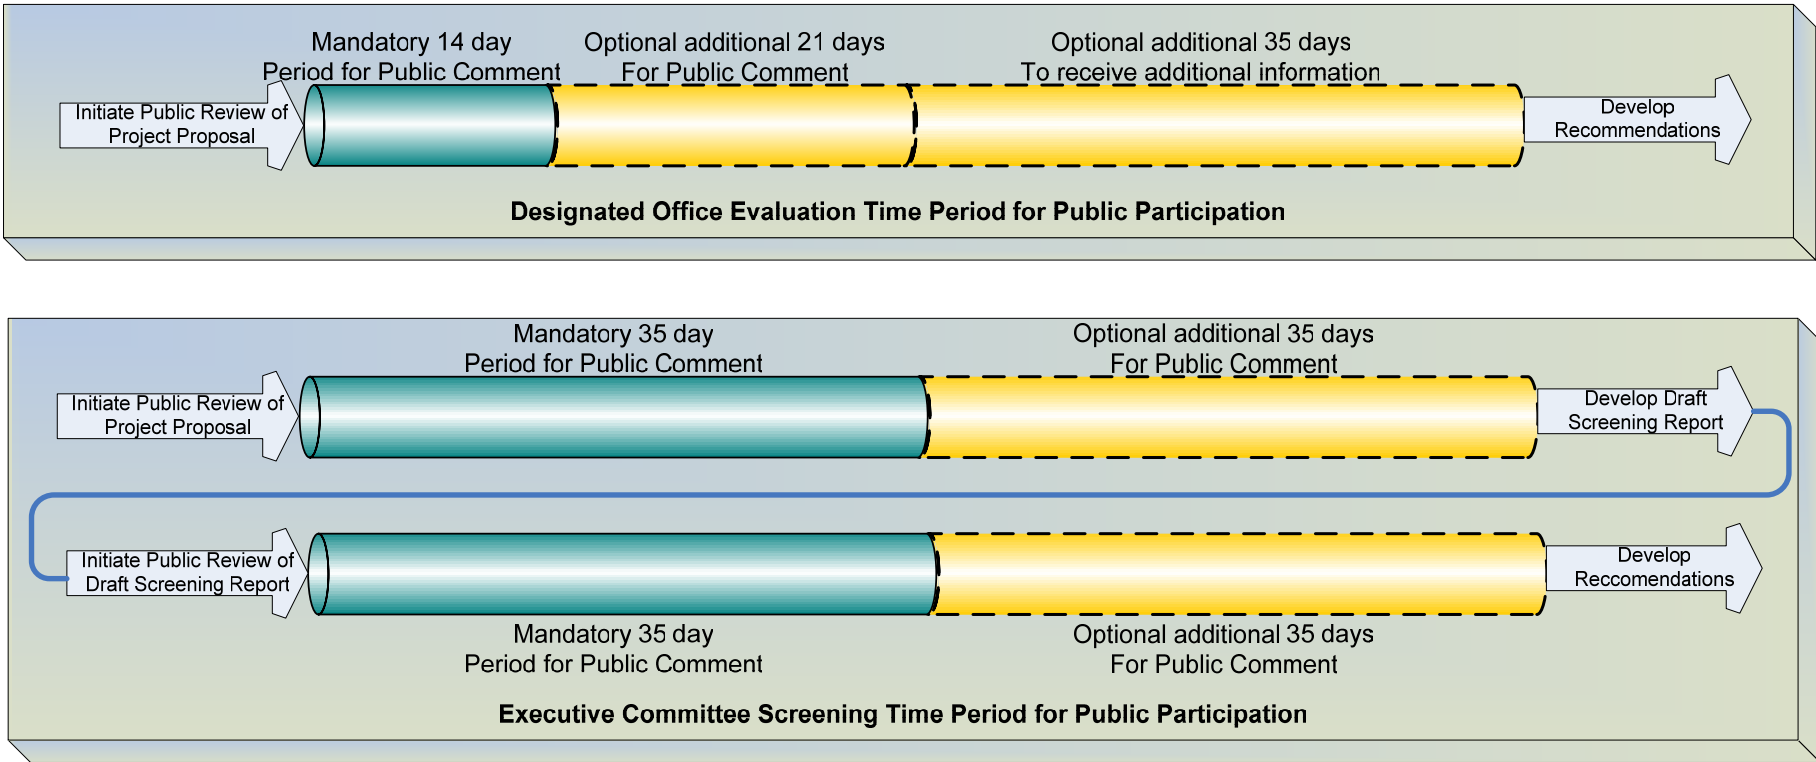 Mandatory 14 day
Period for Public Comment
Optional additional 21 days
For Public Comment
Optional additional 35 days
To receive additional information
Initiate Public Review of
Project Proposal
Develop
Recommendations
Designated Office Evaluation Time Period for Public Participation
Mandatory 35 day
Period for Public Comment
Optional additional 35 days
For Public Comment
Initiate Public Review of
Project Proposal
Develop Draft
Screening Report
Initiate Public Review of
Draft Screening Report
Develop
Reccomendations
Mandatory 35 day
Period for Public Comment
Optional additional 35 days
For Public Comment
Executive Committee Screening Time Period for Public Participation